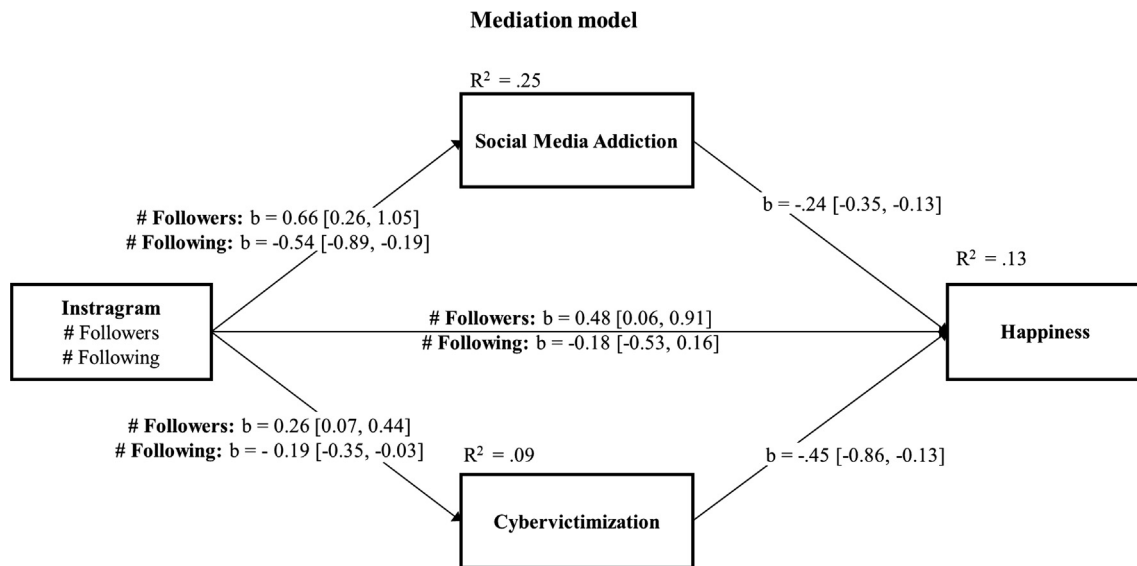 Mediation model
R² = .25
Social Media Addiction
# Followers: b = 0.66 [0.26, 1.05]
# Following: b = -0.54 [-0.89, -0.19]
b = -.24 [-0.35, -0.13]
R² = .13
Instragram
# Followers
# Following
# Followers: b = 0.48 [0.06, 0.91]
# Following: b = -0.18 [-0.53, 0.16]
Happiness
# Followers: b = 0.26 [0.07, 0.44]
# Following: b = - 0.19 [-0.35, -0.03]
R² = .09
b = -.45 [-0.86, -0.13]
Cybervictimization